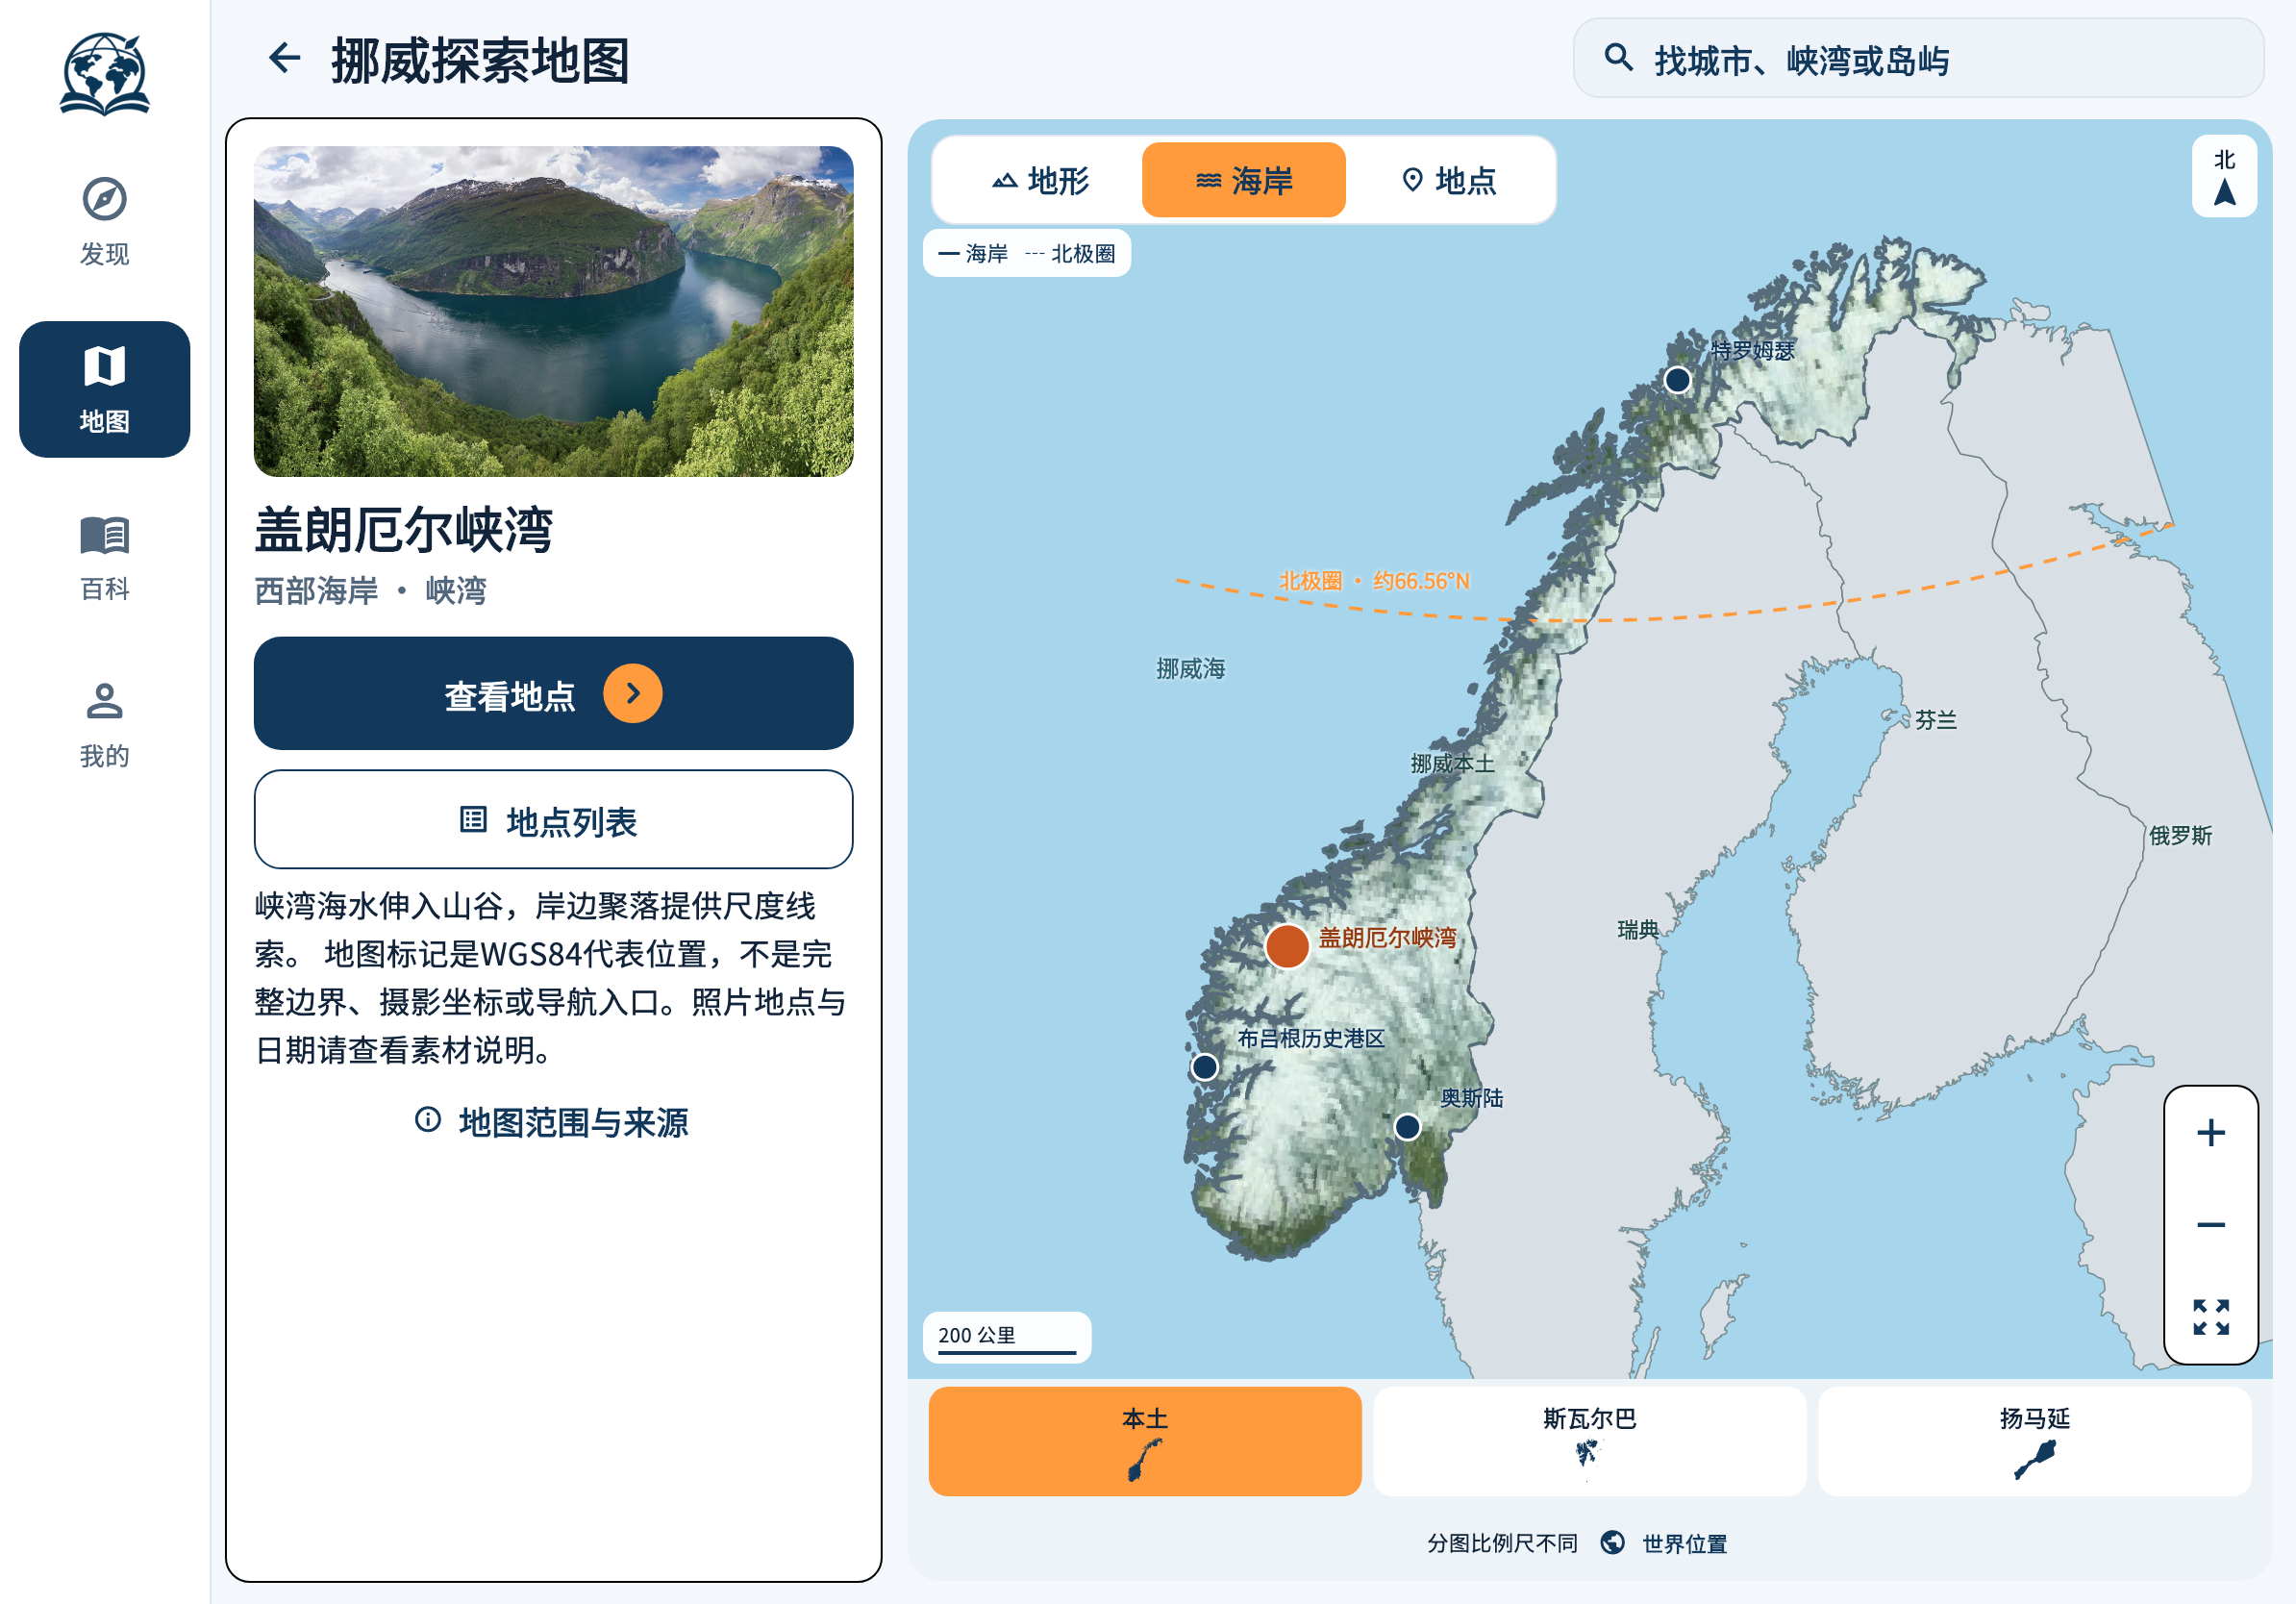 挪威探索地图
找城市、峡湾或岛屿
发现
地图
百科
我的
盖朗厄尔峡湾
西部海岸 · 峡湾
查看地点
地点列表
峡湾海水伸入山谷，岸边聚落提供尺度线
索。 地图标记是WGS84代表位置，不是完
整边界、摄影坐标或导航入口。照片地点与
日期请查看素材说明。
地图范围与来源
地形
海岸
地点
北
海岸 --- 北极圈
特罗姆瑟
北极圈 · 约66.56°N
挪威海
芬兰
挪威本土
俄罗斯
瑞典
盖朗厄尔峡湾
布吕根历史港区
奥斯陆
200 公里
本土
斯瓦尔巴
扬马延
分图比例尺不同
世界位置